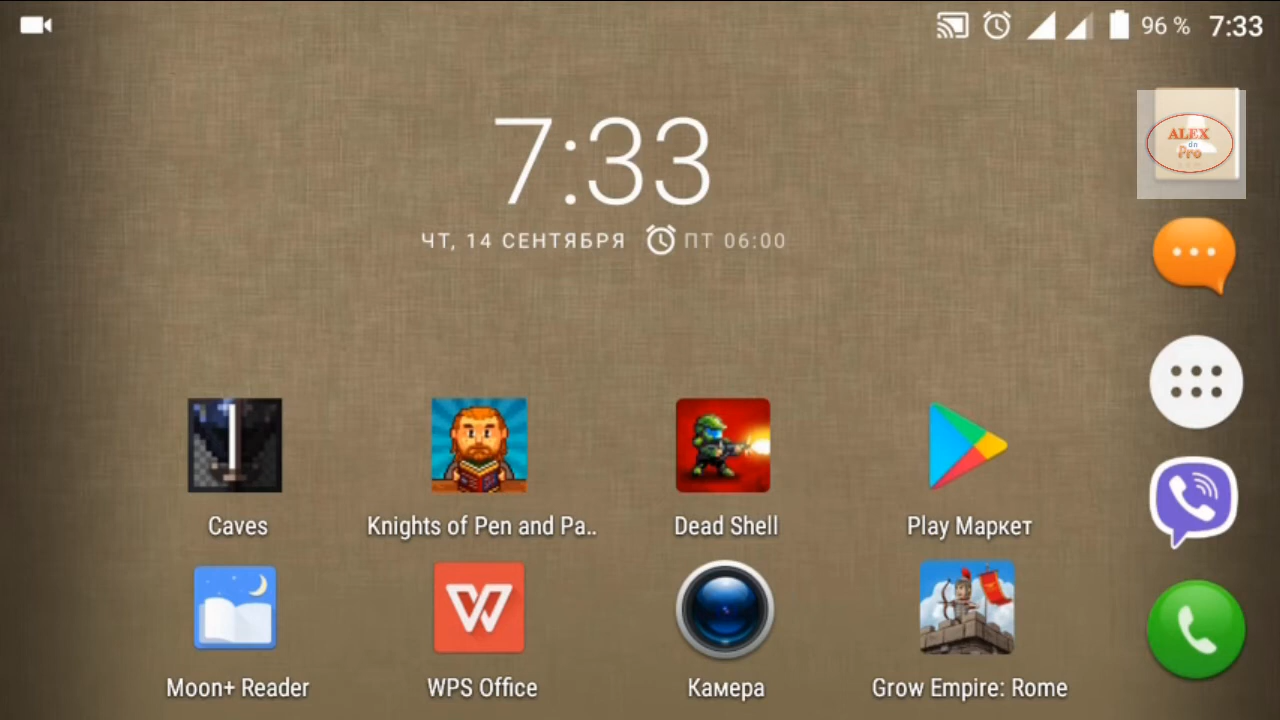 96 % 7:33
7:33
ЧТ, 14 СЕНТЯБРЯ ПТ 06:00
ALEX
dn
Pro
Caves Knights of Pen and Pa.. Dead Shell Play Маркет
Moon+ Reader WPS Office Камера Grow Empire: Rome